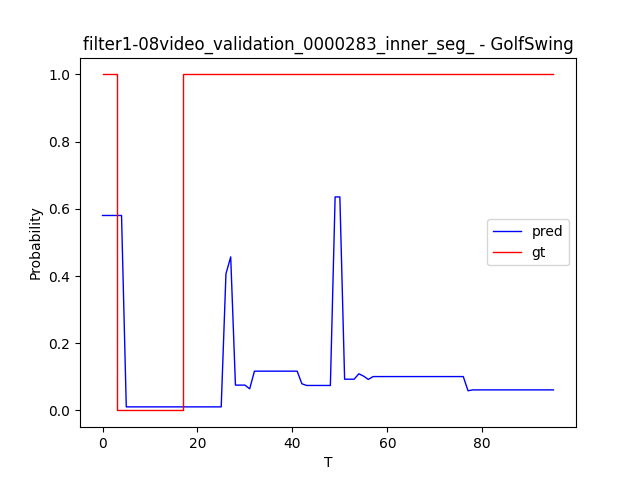 filter1-08video_validation_0000283_inner_seg_ - GolfSwing
1.0
0.8
0.6
0.4
0.2
0.0
Probability
pred
gt
0
20
40
60
80
T